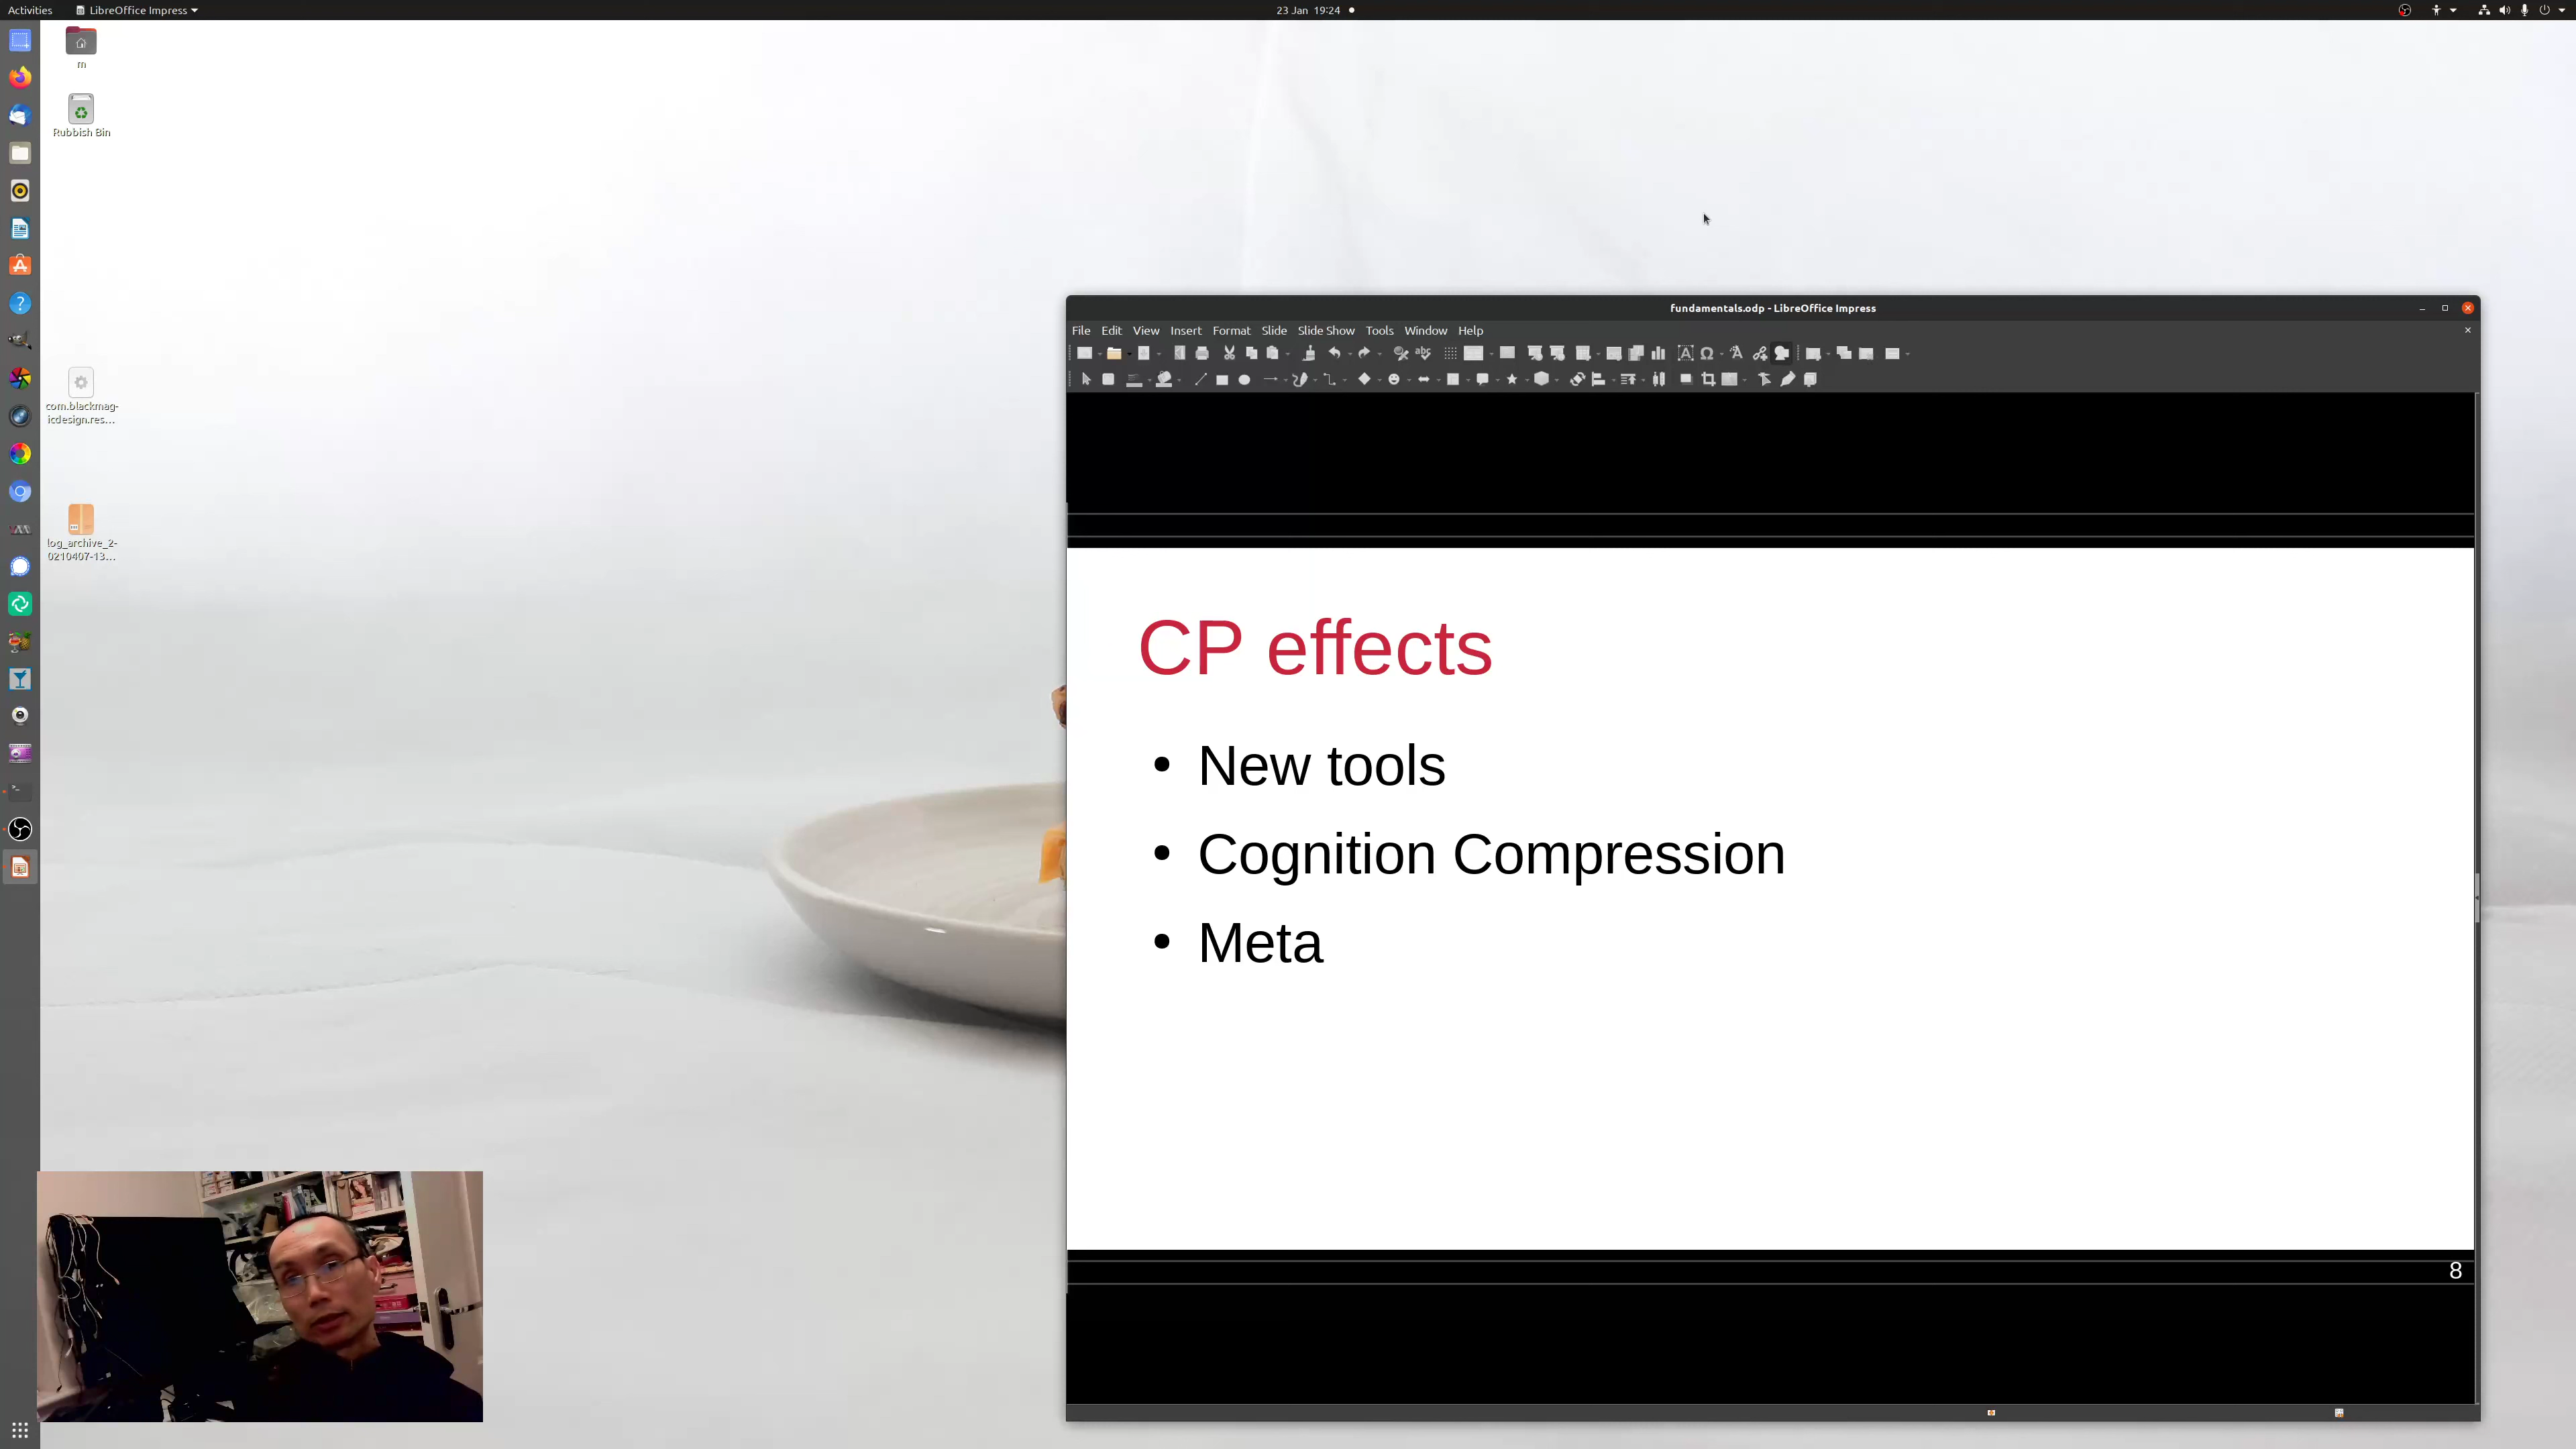 Activities
LibreOffice Impress
23 Jan 19:24
m
Rubbish Bin
com.blackmag-
icdesign.res...
log_archive_2-
0210407-13...
fundamentals.odp - LibreOffice Impress
File Edit View Insert Format Slide Slide Show Tools Window Help
CP effects
• New tools
• Cognition Compression
• Meta
8